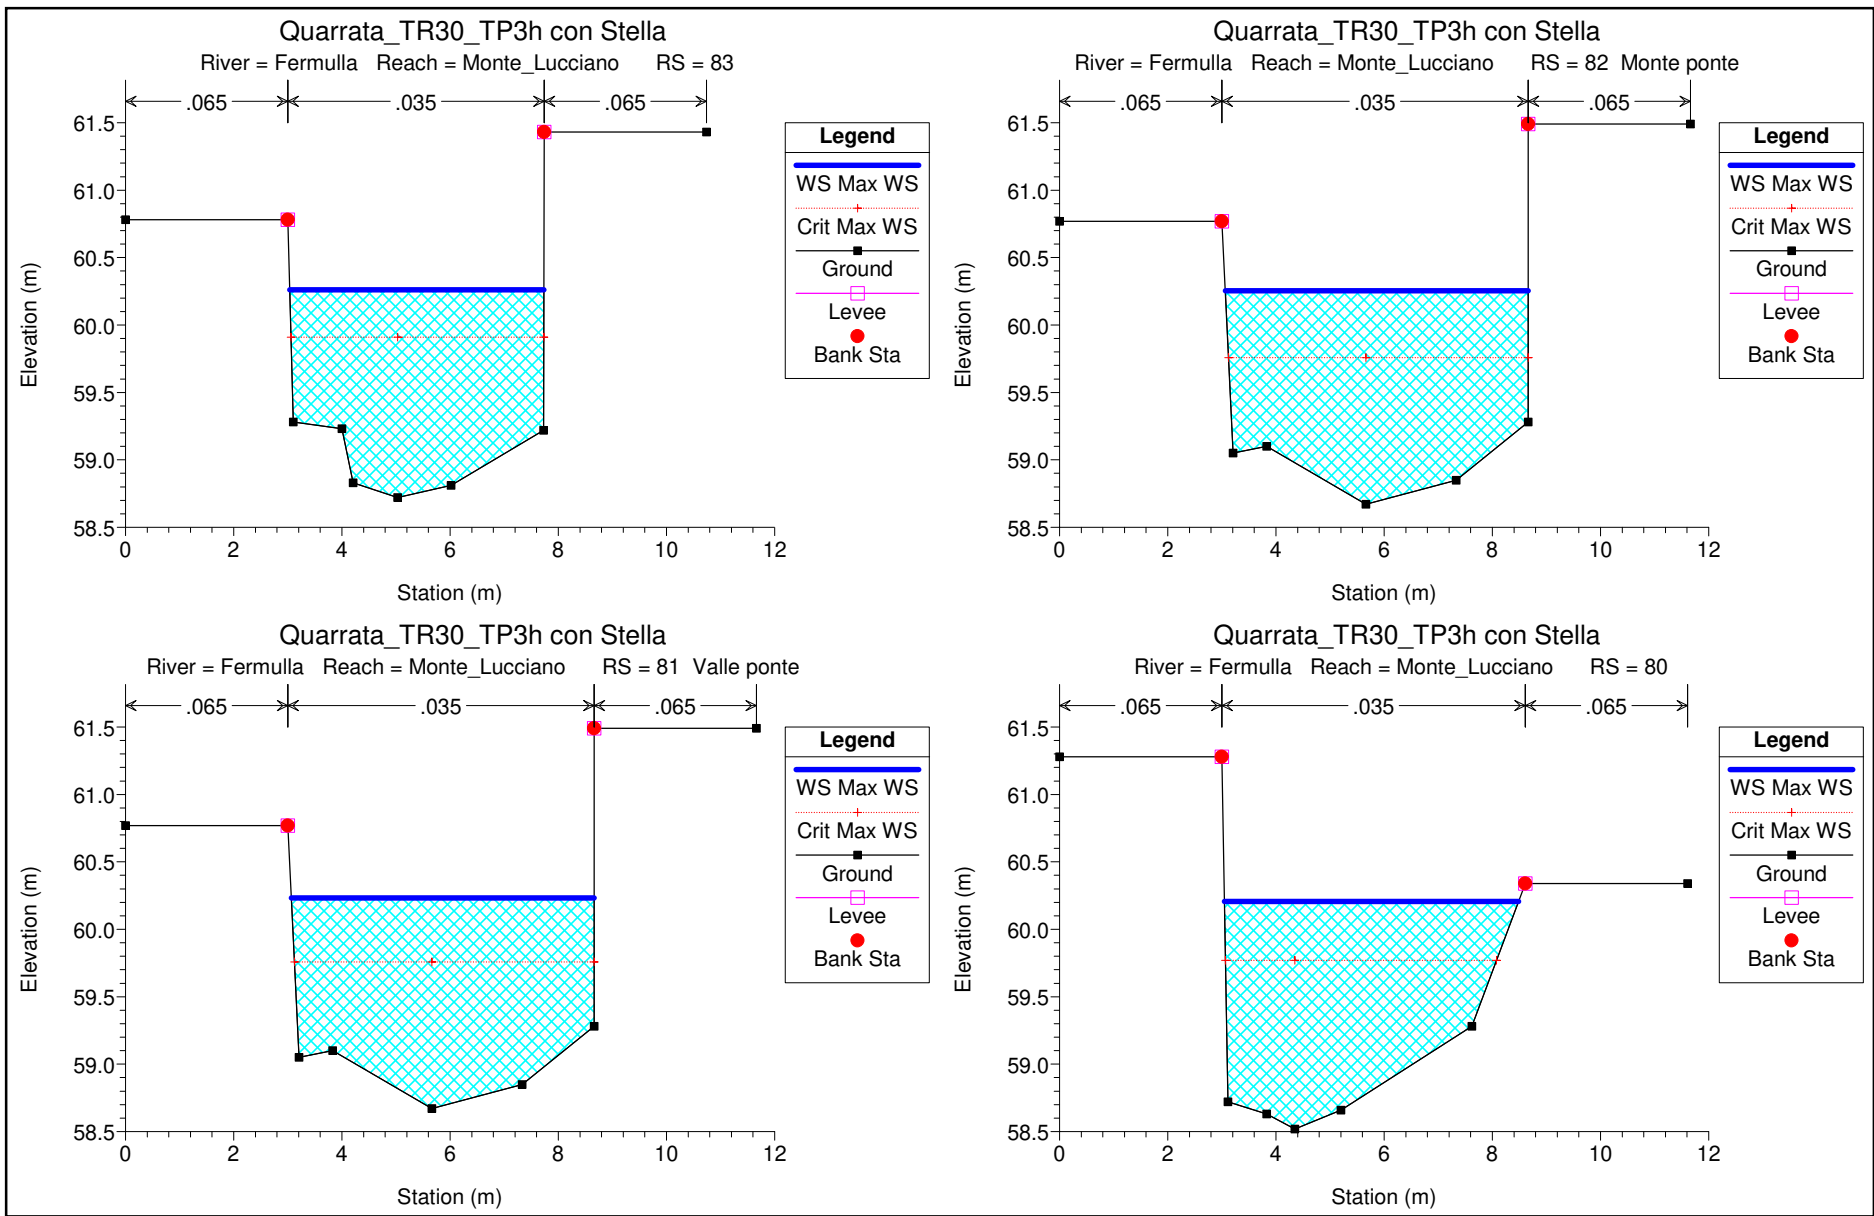 Quarrata_TR30_TP3h con Stella
River = Fermulla Reach = Monte_Lucciano RS = 83
.065 .035 .065
61.5
61.0
60.5
60.0
59.5
59.0
58.5
0 2 4 6 8 10 12
Elevation (m)
Station (m)
Legend
WS Max WS
Crit Max WS
Ground
Levee
Bank Sta
Quarrata_TR30_TP3h con Stella
River = Fermulla Reach = Monte_Lucciano RS = 82 Monte ponte
.065 .035 .065
61.5
61.0
60.5
60.0
59.5
59.0
58.5
0 2 4 6 8 10 12
Elevation (m)
Station (m)
Legend
WS Max WS
Crit Max WS
Ground
Levee
Bank Sta
Quarrata_TR30_TP3h con Stella
River = Fermulla Reach = Monte_Lucciano RS = 81 Valle ponte
.065 .035 .065
61.5
61.0
60.5
60.0
59.5
59.0
58.5
0 2 4 6 8 10 12
Elevation (m)
Station (m)
Legend
WS Max WS
Crit Max WS
Ground
Levee
Bank Sta
Quarrata_TR30_TP3h con Stella
River = Fermulla Reach = Monte_Lucciano RS = 80
.065 .035 .065
61.5
61.0
60.5
60.0
59.5
59.0
58.5
0 2 4 6 8 10 12
Elevation (m)
Station (m)
Legend
WS Max WS
Crit Max WS
Ground
Levee
Bank Sta